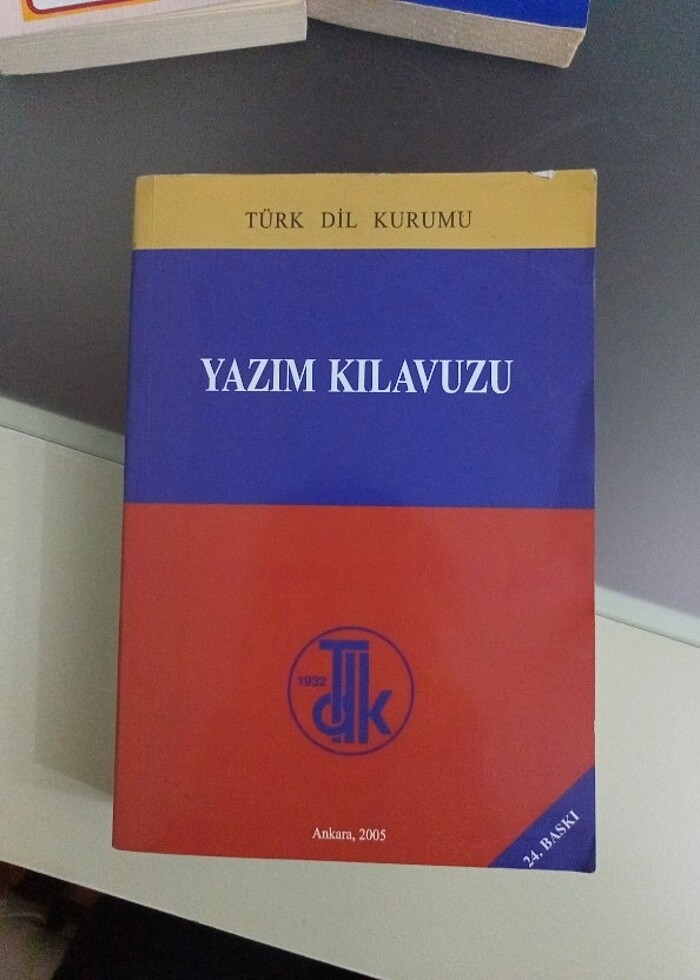 TÜRK DİL KURUMU
YAZIM KILAVUZU
1932
Tdk
Ankara, 2005
24. BASKI